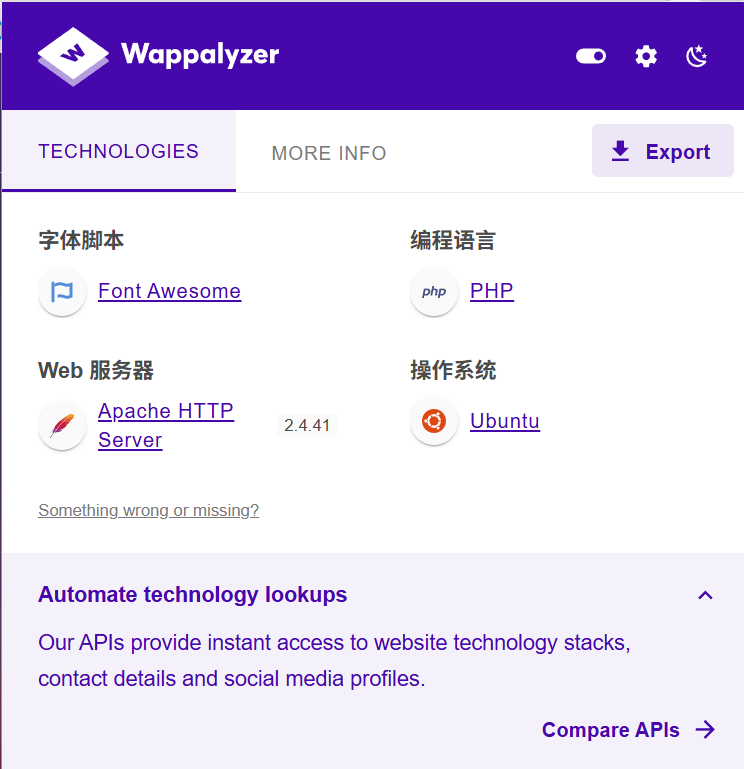 Wappalyzer
TECHNOLOGIES
MORE INFO
Export
字体脚本
Font Awesome
编程语言
php
PHP
Web 服务器
Apache HTTP
Server
2.4.41
操作系统
Ubuntu
Something wrong or missing?
Automate technology lookups
Our APIs provide instant access to website technology stacks,
contact details and social media profiles.
Compare APIs